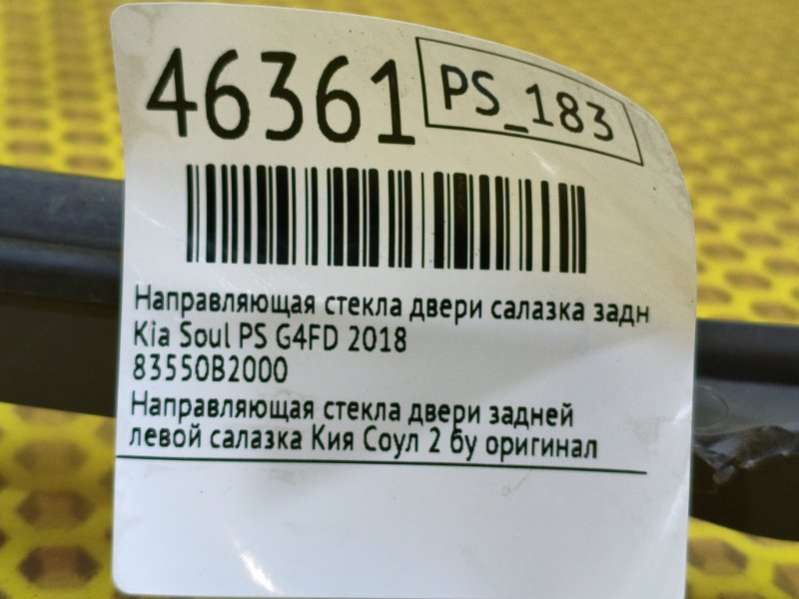 46361
PS_183
Направляющая стекла двери салазка задн
Kia Soul PS G4FD 2018
83550B2000
Направляющая стекла двери задней
левой салазка Кия Соул 2 бу оригинал